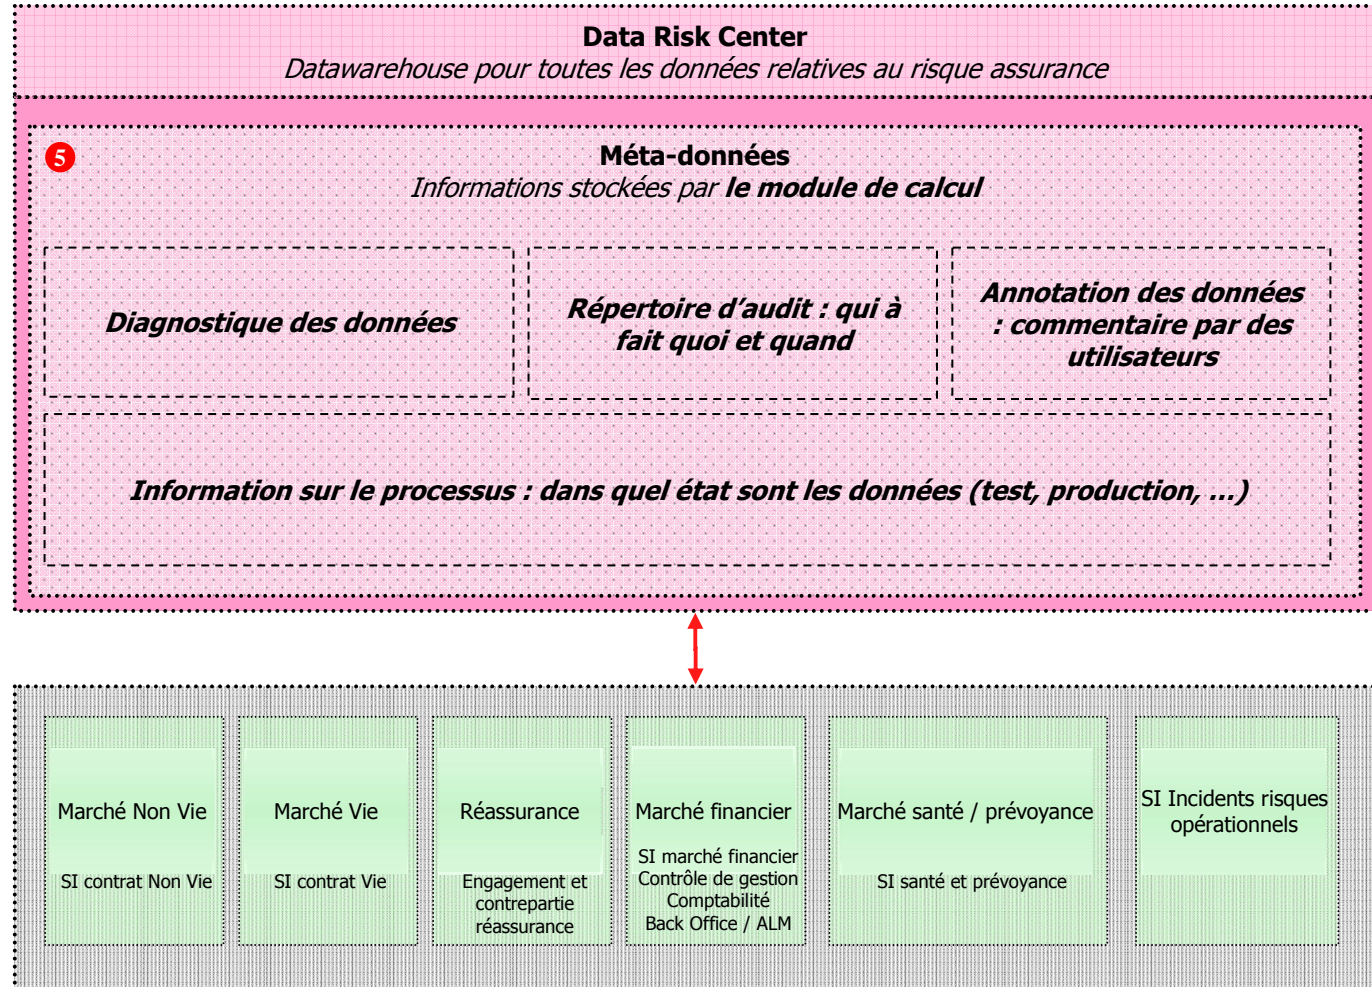 Data Risk Center
Datawarehouse pour toutes les données relatives au risque assurance
5
Méta-données
Informations stockées par le module de calcul
Diagnostique des données
Répertoire d’audit : qui à
fait quoi et quand
Annotation des données
: commentaire par des
utilisateurs
Information sur le processus : dans quel état sont les données (test, production, …)
Marché Non Vie
SI contrat Non Vie
Marché Vie
SI contrat Vie
Réassurance
Engagement et
contrepartie
réassurance
Marché financier
SI marché financier
Contrôle de gestion
Comptabilité
Back Office / ALM
Marché santé / prévoyance
SI santé et prévoyance
SI Incidents risques
opérationnels